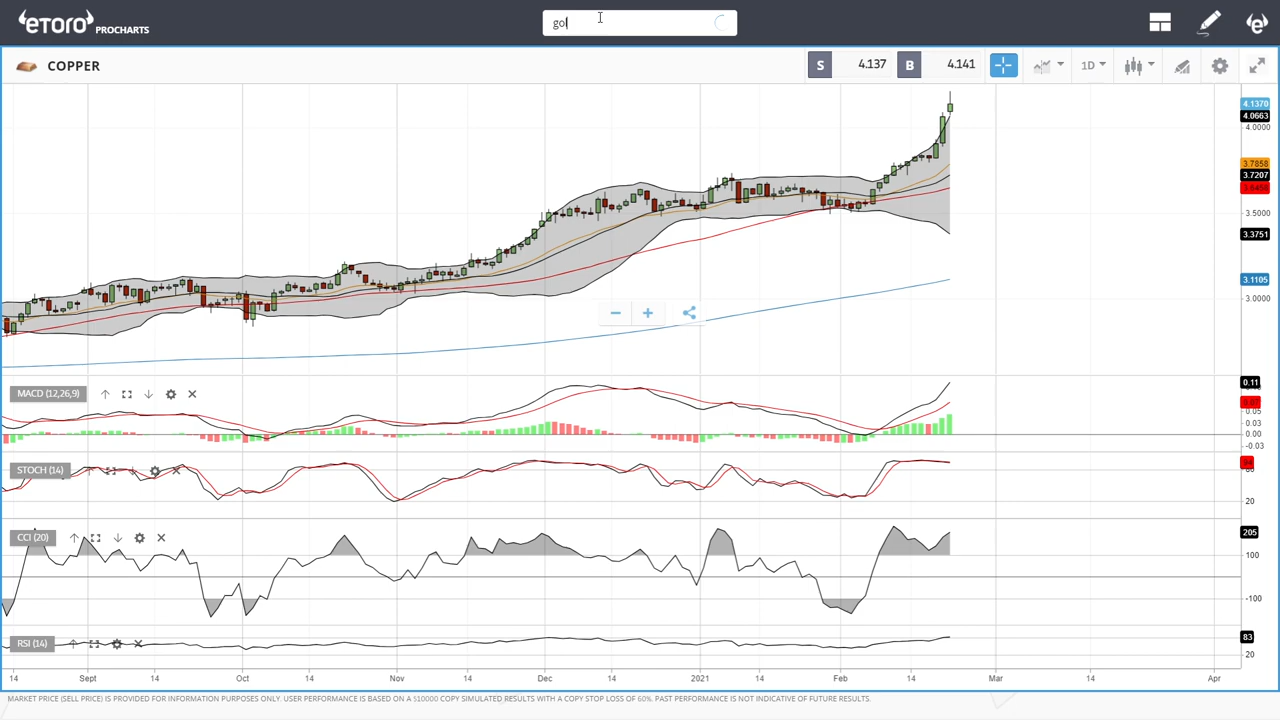 eToro PROCHARTS
gol
COPPER
S 4.137 B 4.141 1D
4.1370
4.0663
4.0000
3.7858
3.7207
3.5000
3.3751
3.1105
3.0000
MACD (12,26,9)
0.11
0.07
0.05
0.03
0.00
-0.03
STOCH (14)
20
CCI (20)
205
100
-100
RSI (14)
83
20
14 Sept 14 Oct 14 Nov 14 Dec 14 2021 14 Feb 14 Mar 14 Apr
MARKET PRICE (SELL PRICE) IS PROVIDED FOR INFORMATION PURPOSES ONLY. USER PERFORMANCE IS BASED ON A $10000 COPY SIMULATED RESULTS WITH A COPY STOP LOSS OF 60%. PAST PERFORMANCE IS NOT INDICATIVE OF FUTURE RESULTS.